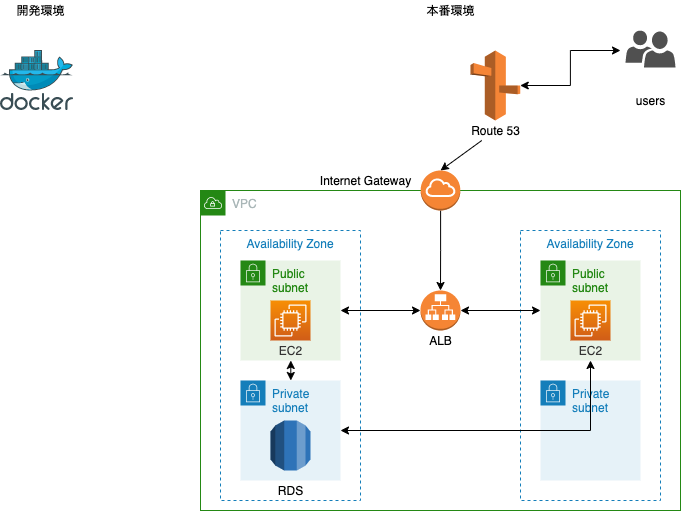 開発環境
本番環境
docker
users
Route 53
Internet Gateway
VPC
Availability Zone
Availability Zone
Public
subnet
Public
subnet
EC2
ALB
EC2
Private
subnet
Private
subnet
RDS